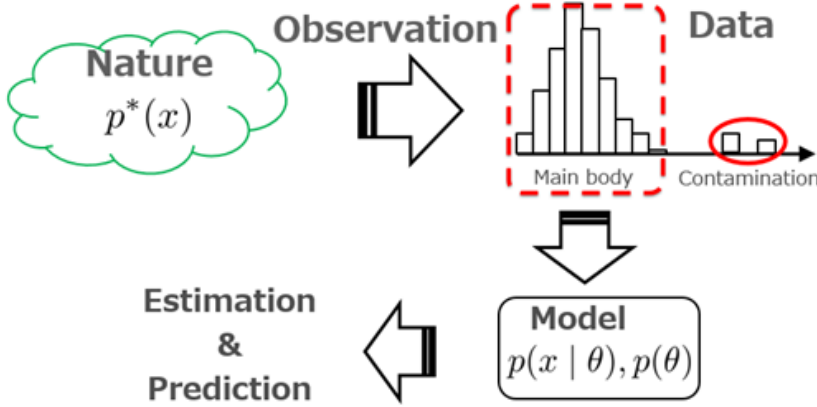 Observation
Data
Nature
p*(x)
Main body
Contamination
Model
p(x | θ), p(θ)
Estimation
&
Prediction